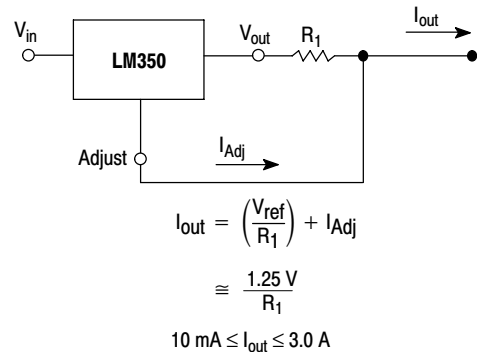 V_in
LM350
V_out
R_1
I_out
Adjust
I_Adj
I_out = (V_ref / R_1) + I_Adj
≅ 1.25 V / R_1
10 mA ≤ I_out ≤ 3.0 A